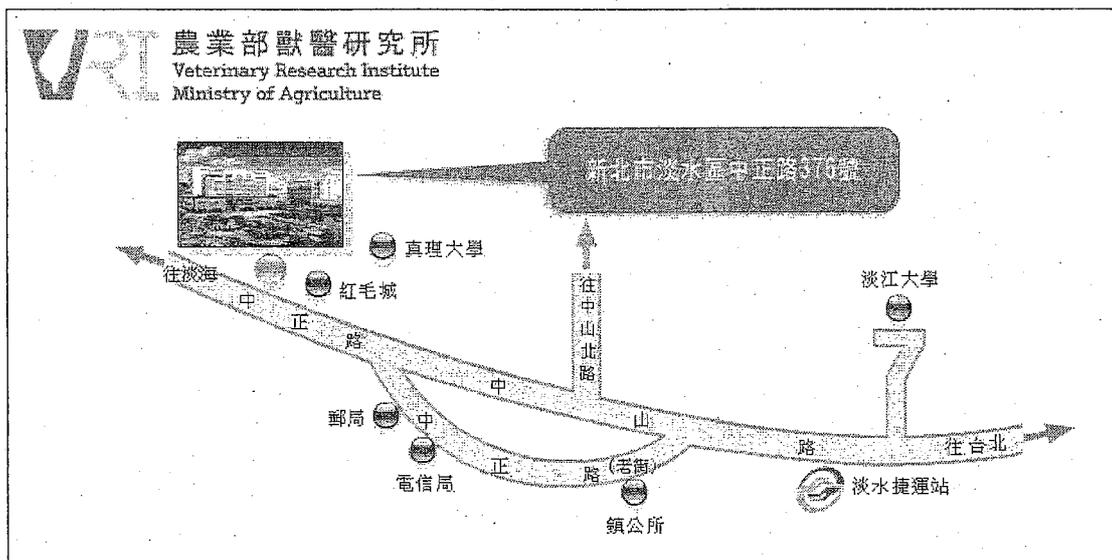 VRI 農業部獸醫研究所
Veterinary Research Institute
Ministry of Agriculture
新北市淡水區中正路376號
真理大學
往淡海
紅毛城
中正路
往中山北路
淡江大學
中山路
往台北
郵局
中正路(老街)
電信局
淡水捷運站
鎮公所